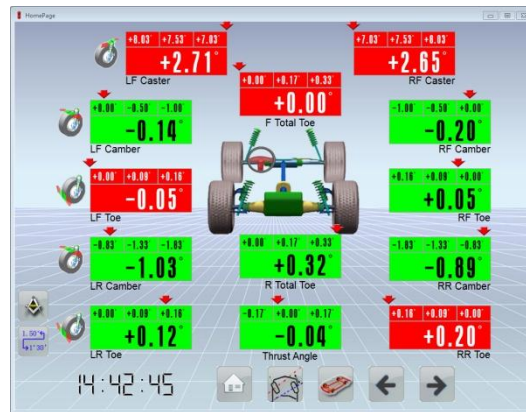 HomePage
+8.03° +7.53° +7.03°
+2.71°
LF Caster
+7.03° +7.53° +8.03°
+2.65°
RF Caster
+0.00° +0.17° +0.33°
+0.00°
F Total Toe
+0.00° -0.50° -1.00°
-0.14°
LF Camber
-1.00° -0.50° +0.00°
-0.20°
RF Camber
+0.00° +0.09° +0.16°
-0.05°
LF Toe
+0.16° +0.09° +0.00°
+0.05°
RF Toe
-0.83° -1.33° -1.83°
-1.03°
LR Camber
+0.00° +0.17° +0.33°
+0.32°
R Total Toe
-1.83° -1.33° -0.83°
-0.89°
RR Camber
+0.00° +0.09° +0.16°
+0.12°
LR Toe
-0.17° +0.00° +0.17°
-0.04°
Thrust Angle
+0.16° +0.09° +0.00°
+0.20°
RR Toe
1.50°
1°30'
14:42:45